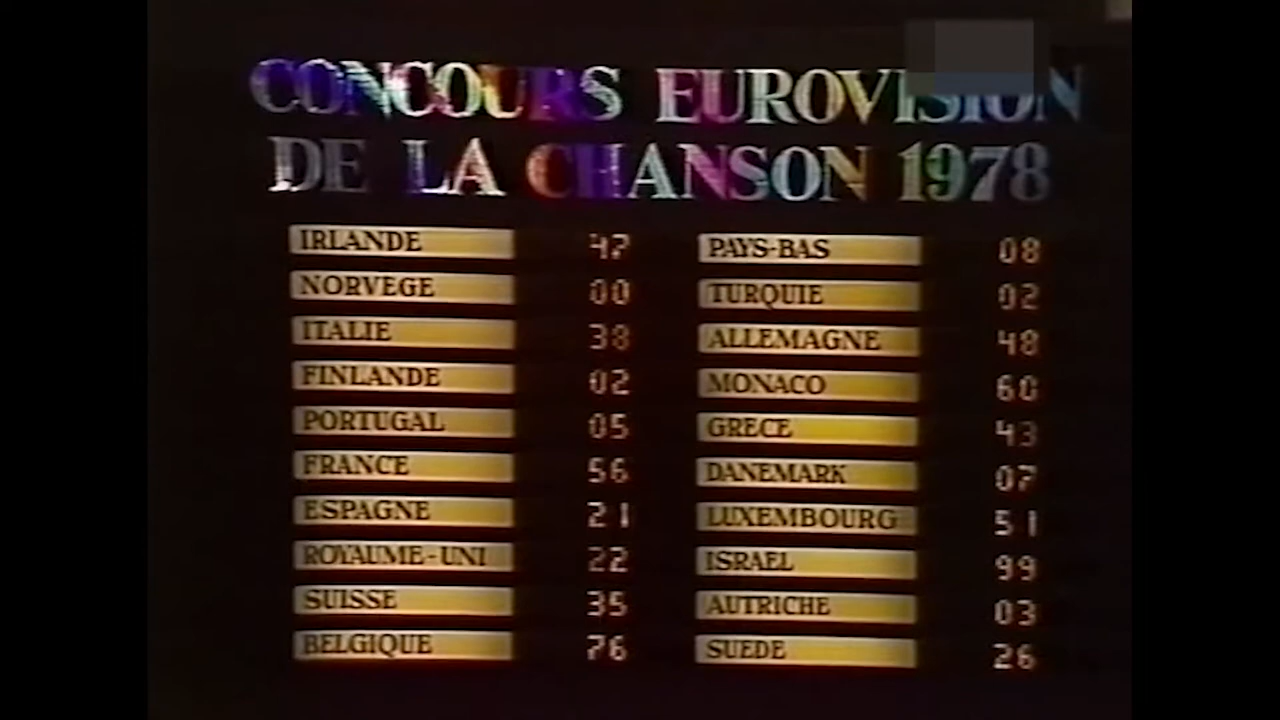 CONCOURS EUROVISION
DE LA CHANSON 1978
IRLANDE 47
NORVEGE 00
ITALIE 38
FINLANDE 02
PORTUGAL 05
FRANCE 56
ESPAGNE 21
ROYAUME-UNI 22
SUISSE 35
BELGIQUE 76
PAYS-BAS 08
TURQUIE 02
ALLEMAGNE 48
MONACO 60
GRECE 43
DANEMARK 07
LUXEMBOURG 51
ISRAEL 99
AUTRICHE 03
SUEDE 26